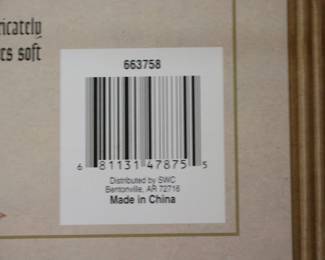 ricately
cs soft
663758
6 81131 47875 5
Distributed by SWC
Bentonville, AR 72716
Made in China